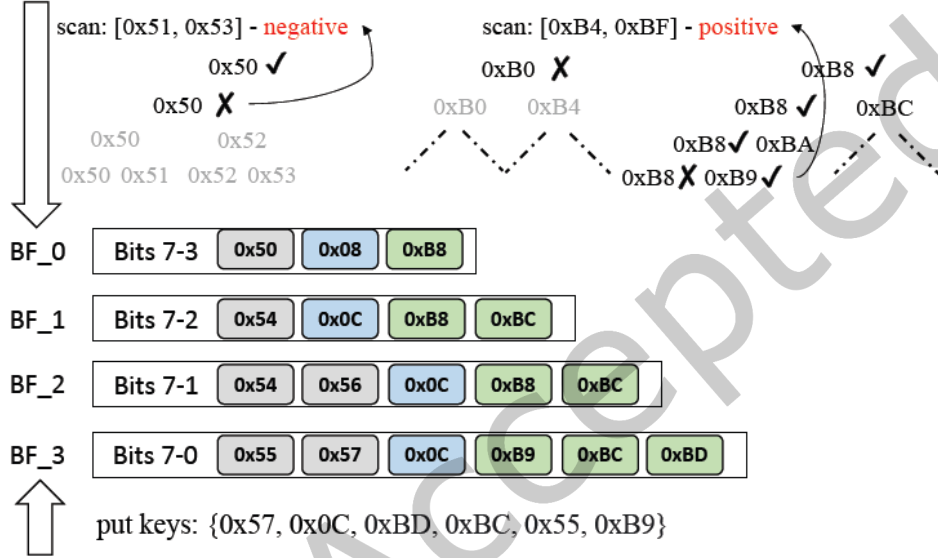 scan: [0x51, 0x53] - negative
0x50 ✓
0x50 ✗
0x50 0x52
0x50 0x51 0x52 0x53
scan: [0xB4, 0xBF] - positive
0xB0 ✗ 0xB8 ✓
0xB0 0xB4 0xB8 ✓ 0xBC
0xB8 ✓ 0xBA
0xB8 ✗ 0xB9 ✓
BF_0 Bits 7-3 0x50 0x08 0xB8
BF_1 Bits 7-2 0x54 0x0C 0xB8 0xBC
BF_2 Bits 7-1 0x54 0x56 0x0C 0xB8 0xBC
BF_3 Bits 7-0 0x55 0x57 0x0C 0xB9 0xBC 0xBD
put keys: {0x57, 0x0C, 0xBD, 0xBC, 0x55, 0xB9}
Accepted